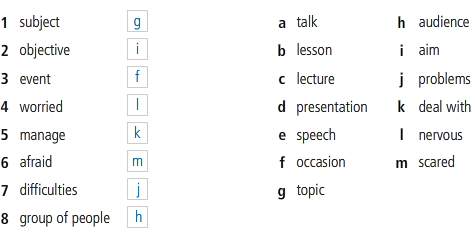 1 subject g a talk h audience
2 objective i b lesson i aim
3 event f c lecture j problems
4 worried l d presentation k deal with
5 manage k e speech l nervous
6 afraid m f occasion m scared
7 difficulties j g topic
8 group of people h